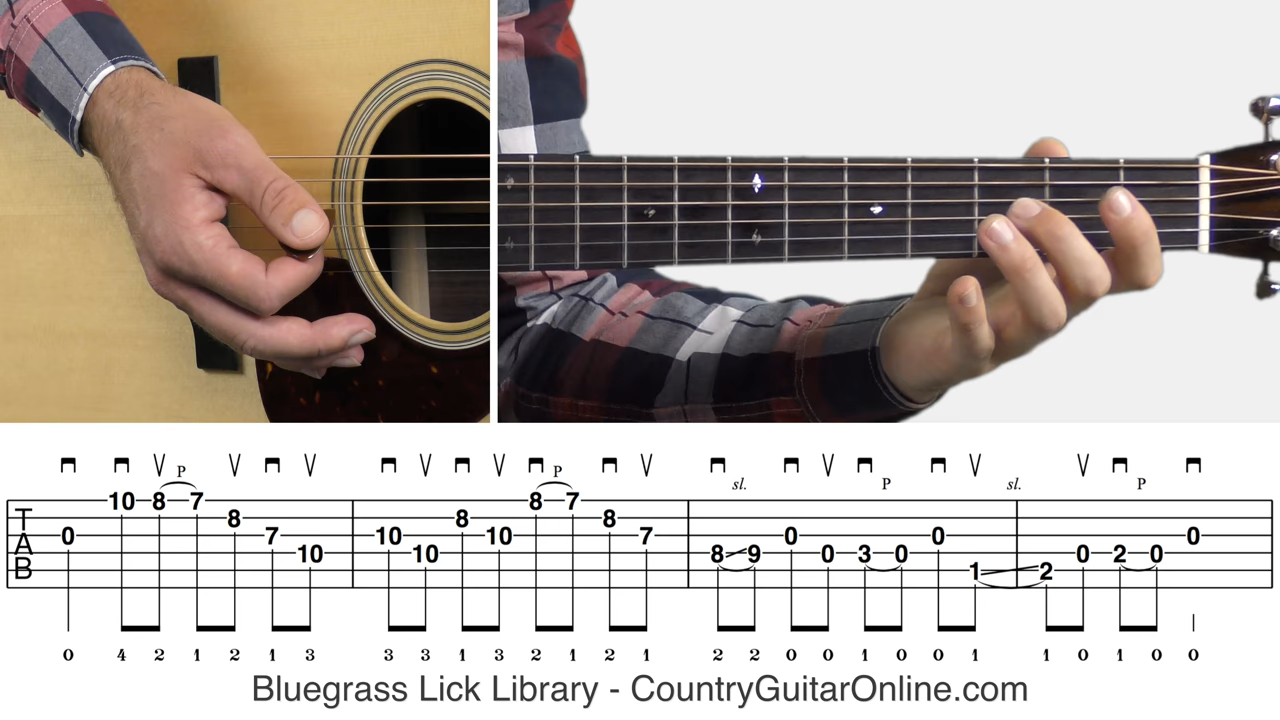 P P sl. P sl. P
T 10 8 7 8 8 7 8
A 0 7 10 10 8 7 0 0 0
B 10 10 8 9 0 3 0 1 2 0 2 0
0 4 2 1 2 1 3 3 3 1 3 2 1 2 1 2 2 0 0 1 0 0 1 1 0 1 0 0
Bluegrass Lick Library - CountryGuitarOnline.com